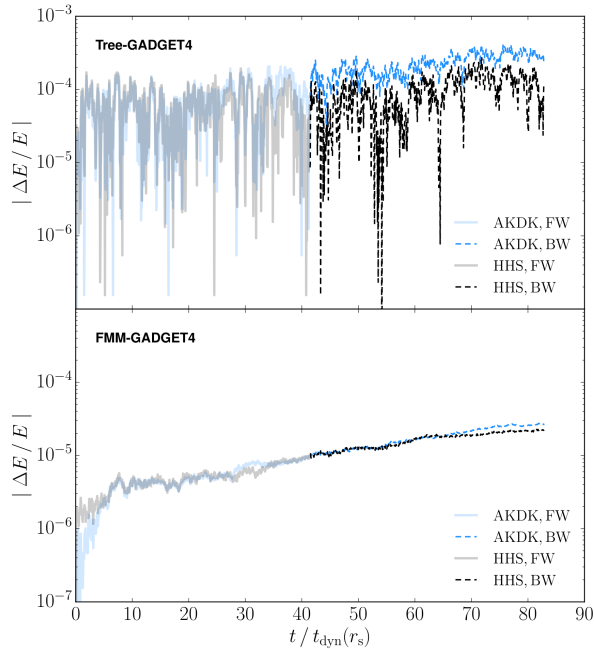 10⁻³
Tree-GADGET4
10⁻⁴
10⁻⁵
10⁻⁶
| ΔE / E |
AKDK, FW
AKDK, BW
HHS, FW
HHS, BW
FMM-GADGET4
10⁻⁴
10⁻⁵
10⁻⁶
10⁻⁷
| ΔE / E |
AKDK, FW
AKDK, BW
HHS, FW
HHS, BW
0 10 20 30 40 50 60 70 80 90
t / t_dyn(r_s)